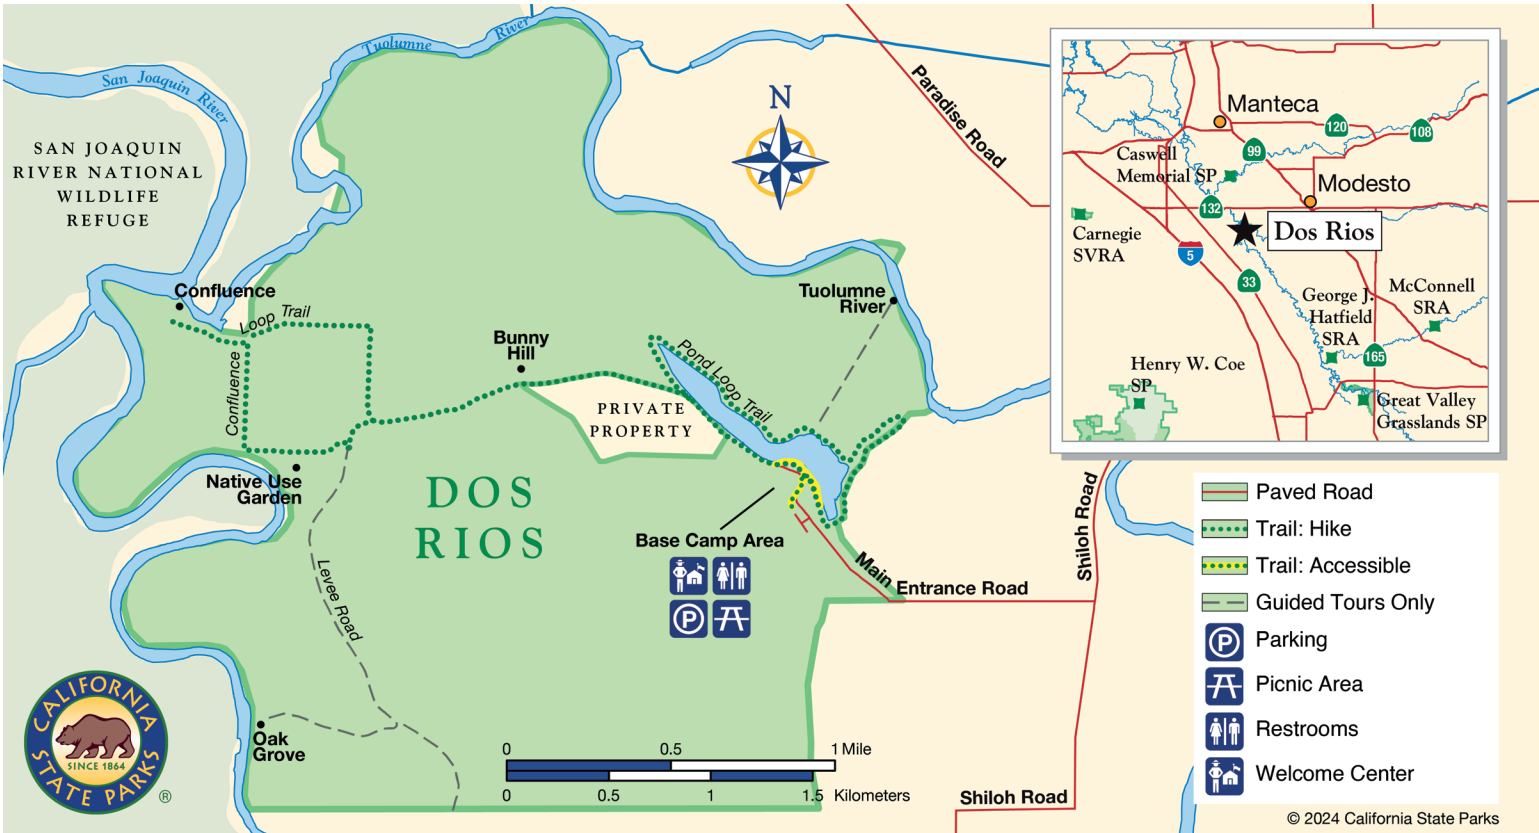 Tuolumne
River
San Joaquin River
SAN JOAQUIN
RIVER NATIONAL
WILDLIFE
REFUGE
N
Paradise Road
Confluence
Loop Trail
Confluence
Bunny
Hill
Tuolumne
River
Pond Loop Trail
PRIVATE
PROPERTY
Native Use
Garden
DOS
RIOS
Base Camp Area
P
Levee Road
Main
Entrance Road
Shiloh Road
Oak
Grove
0
0.5
1 Mile
0
0.5
1
1.5
Kilometers
Shiloh Road
CALIFORNIA
SINCE 1864
STATE PARKS
®
Manteca
120
108
99
Caswell
Memorial SP
Modesto
132
Dos Rios
Carnegie
SVRA
5
33
George J.
Hatfield
SRA
McConnell
SRA
165
Henry W. Coe
SP
Great Valley
Grasslands SP
Paved Road
Trail: Hike
Trail: Accessible
Guided Tours Only
P
Parking
Picnic Area
Restrooms
Welcome Center
© 2024 California State Parks